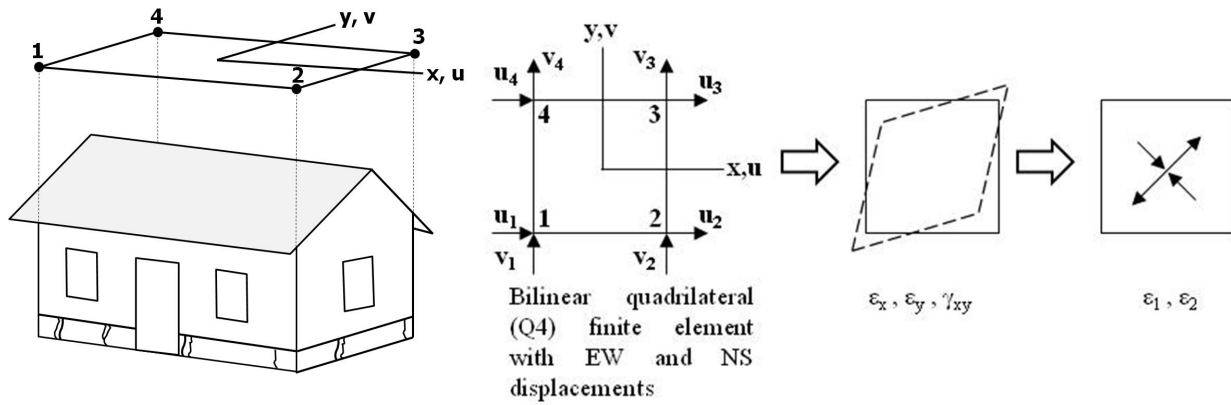 4
y, v
1
3
2
x, u
y,v
v4
v3
u4
u3
4
3
x,u
1
2
u1
u2
v1
v2
Bilinear quadrilateral
(Q4) finite element
with EW and NS
displacements
εx , εy , γxy
ε1 , ε2